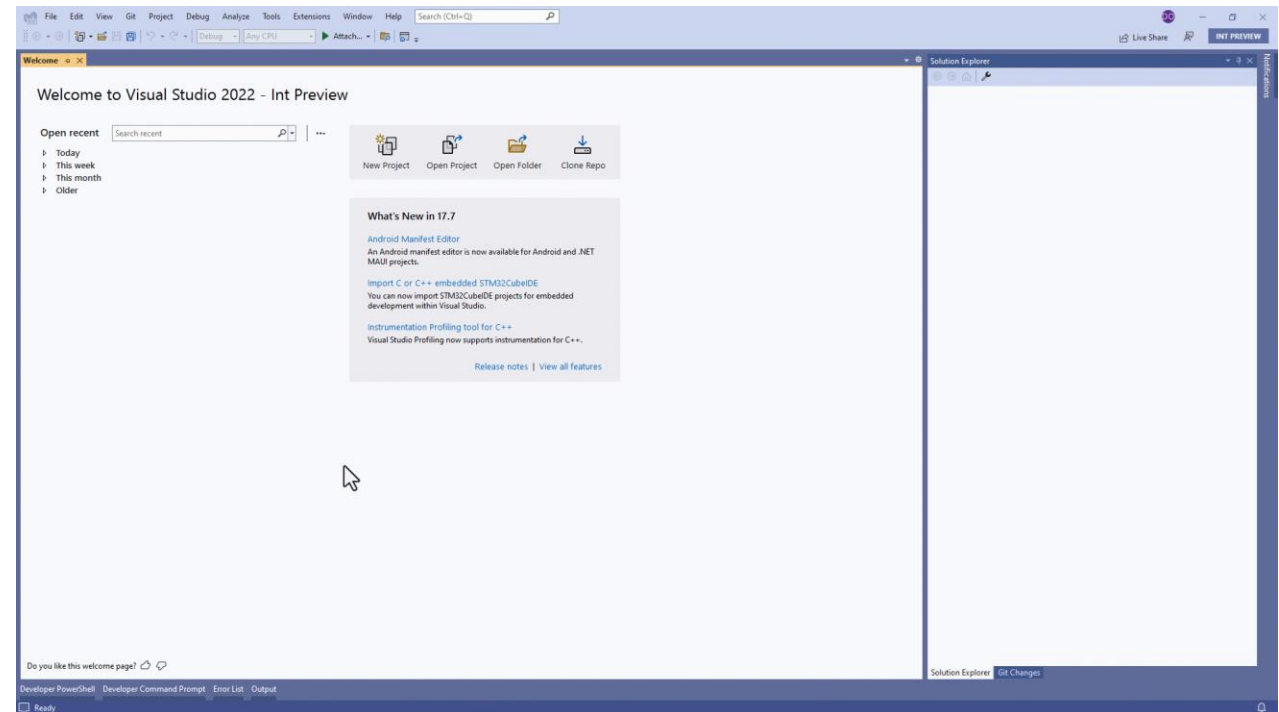 File Edit View Git Project Debug Analyze Tools Extensions Window Help Search (Ctrl+Q)
Debug Any CPU Attach... Live Share INT PREVIEW
Welcome
Solution Explorer
Notifications
Welcome to Visual Studio 2022 - Int Preview
Open recent Search recent
Today
This week
This month
Older
New Project Open Project Open Folder Clone Repo
What's New in 17.7
Android Manifest Editor
An Android manifest editor is now available for Android and .NET
MAUI projects.
Import C or C++ embedded STM32CubeIDE
You can now import STM32CubeIDE projects for embedded
development within Visual Studio.
Instrumentation Profiling tool for C++
Visual Studio Profiling now supports instrumentation for C++.
Release notes | View all features
Do you like this welcome page?
Solution Explorer Git Changes
Developer PowerShell Developer Command Prompt Error List Output
Ready